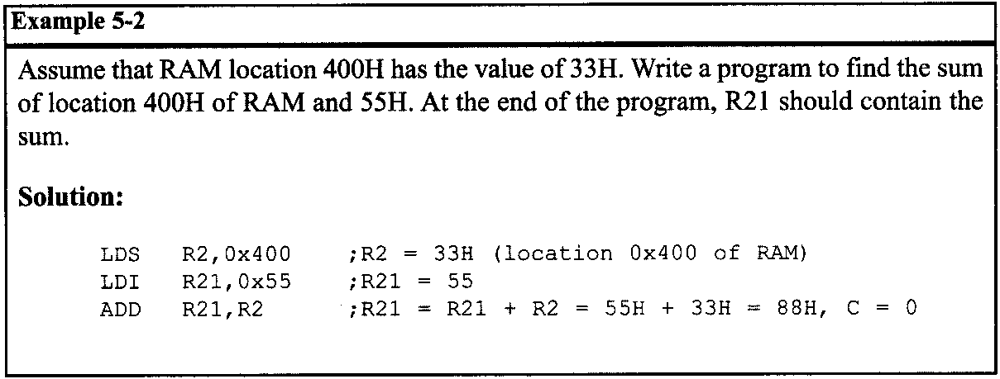 Example 5-2
Assume that RAM location 400H has the value of 33H. Write a program to find the sum
of location 400H of RAM and 55H. At the end of the program, R21 should contain the
sum.
Solution:
LDS R2,0x400 ;R2 = 33H (location 0x400 of RAM)
LDI R21,0x55 ;R21 = 55
ADD R21,R2 ;R21 = R21 + R2 = 55H + 33H = 88H, C = 0